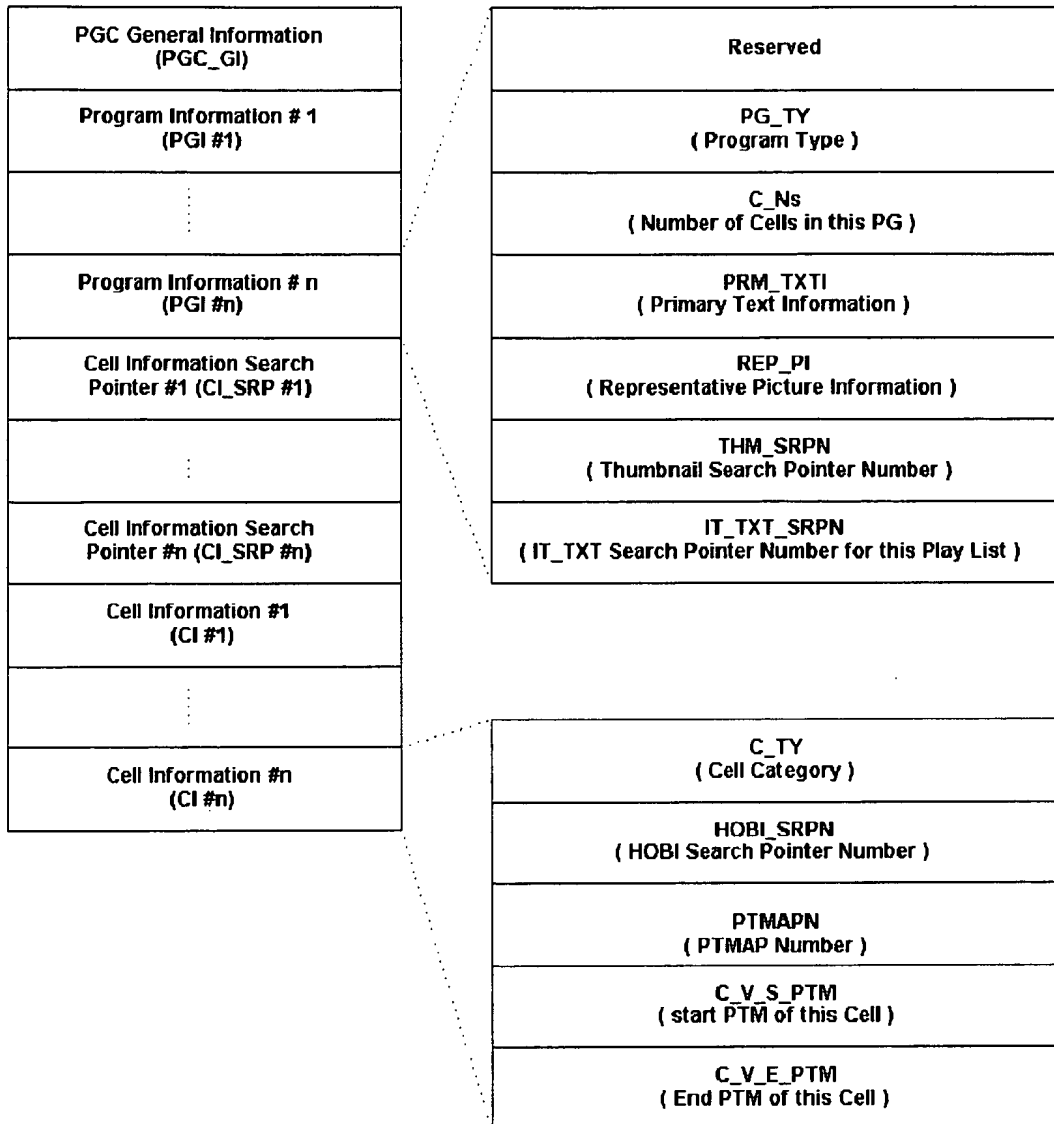 PGC General Information
(PGC_GI)
Program Information # 1
(PGI #1)
Program Information # n
(PGI #n)
Cell Information Search
Pointer #1 (CI_SRP #1)
Cell Information Search
Pointer #n (CI_SRP #n)
Cell Information #1
(CI #1)
Cell Information #n
(CI #n)
Reserved
PG_TY
( Program Type )
C_Ns
( Number of Cells in this PG )
PRM_TXTI
( Primary Text Information )
REP_PI
( Representative Picture Information )
THM_SRPN
( Thumbnail Search Pointer Number )
IT_TXT_SRPN
( IT_TXT Search Pointer Number for this Play List )
C_TY
( Cell Category )
HOBI_SRPN
( HOBI Search Pointer Number )
PTMAPN
( PTMAP Number )
C_V_S_PTM
( start PTM of this Cell )
C_V_E_PTM
( End PTM of this Cell )